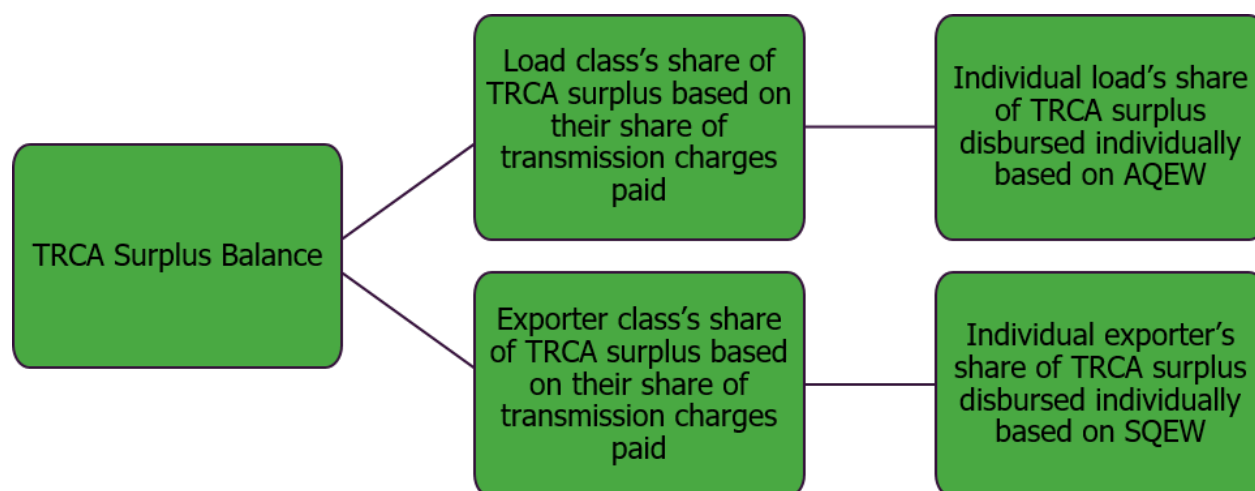 TRCA Surplus Balance
Load class’s share of
TRCA surplus based on
their share of
transmission charges
paid
Individual load’s share
of TRCA surplus
disbursed individually
based on AQEW
Exporter class’s share
of TRCA surplus based
on their share of
transmission charges
paid
Individual exporter’s
share of TRCA surplus
disbursed individually
based on SQEW